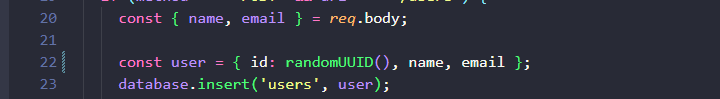 20 const { name, email } = req.body;
21
22 const user = { id: randomUUID(), name, email };
23 database.insert('users', user);